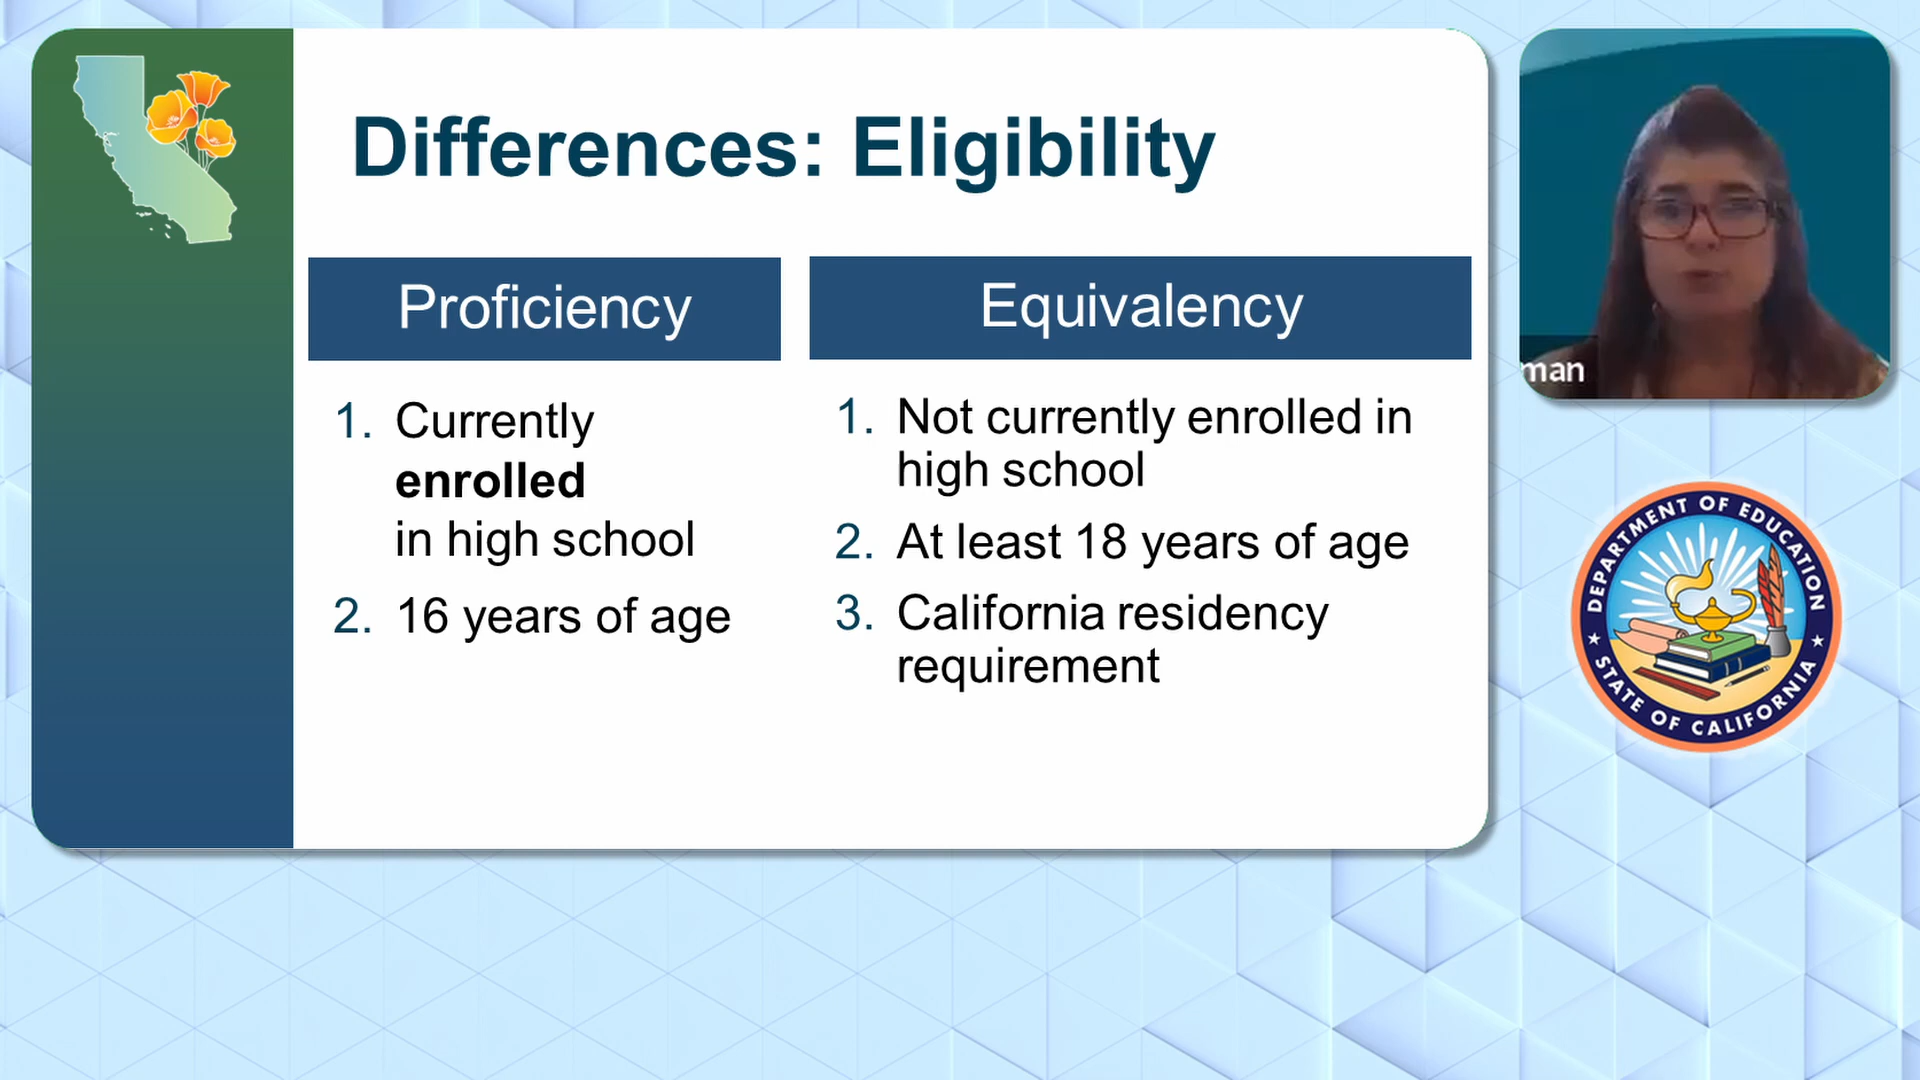 Differences: Eligibility
Proficiency
1. Currently
enrolled
in high school
2. 16 years of age
Equivalency
1. Not currently enrolled in
high school
2. At least 18 years of age
3. California residency
requirement
man
DEPARTMENT OF EDUCATION
STATE OF CALIFORNIA